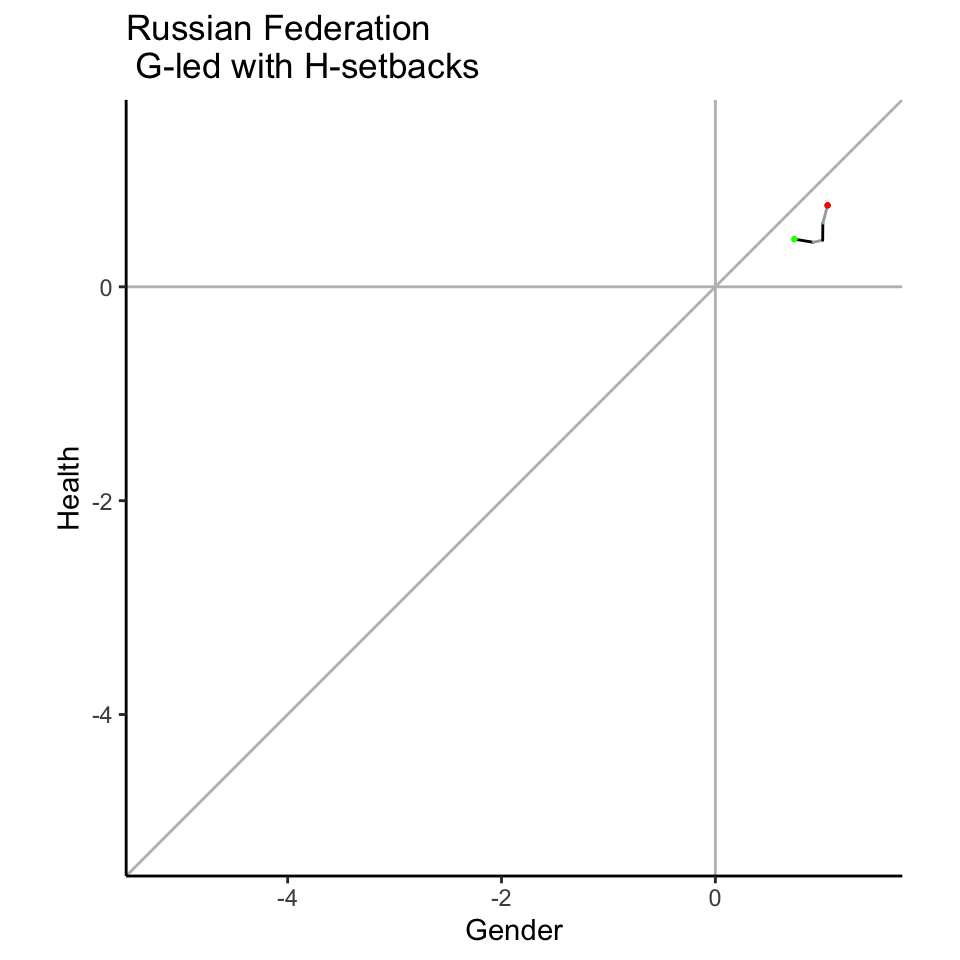 Russian Federation
G-led with H-setbacks
Health
0
-2
-4
-4
-2
0
Gender